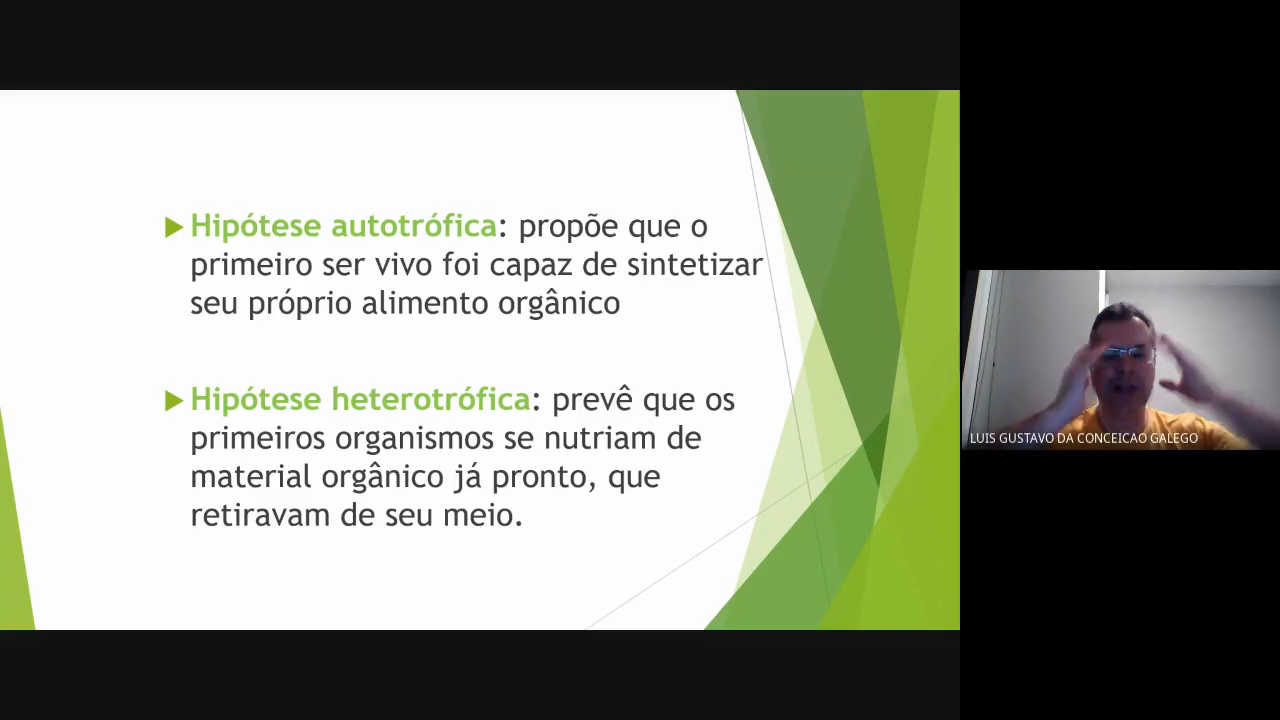 Hipótese autotrófica: propõe que o
primeiro ser vivo foi capaz de sintetizar
seu próprio alimento orgânico
Hipótese heterotrófica: prevê que os
primeiros organismos se nutriam de
material orgânico já pronto, que
retiravam de seu meio.
LUIS GUSTAVO DA CONCEICAO GALEGO